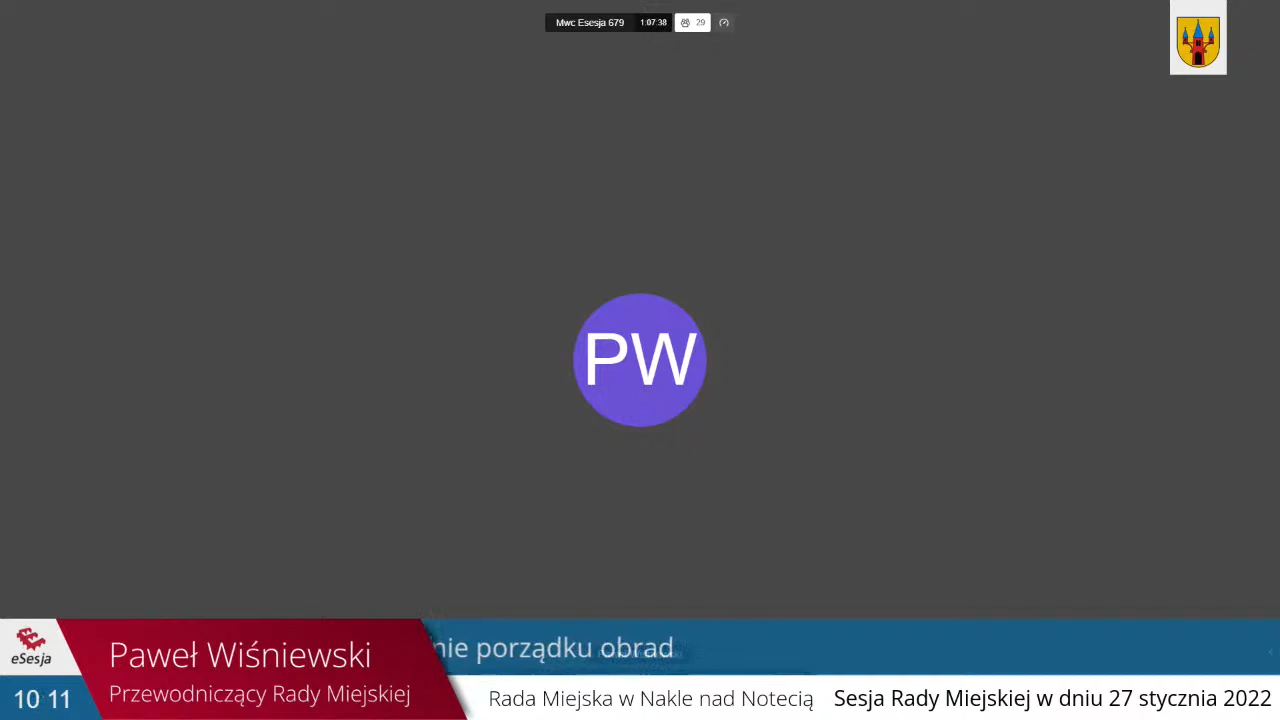 Mwc Esesja 679 1:07:38 29
PW
Paweł Wiśniewski
Przewodniczący Rady Miejskiej
nie porządku obrad
eSesja
10 11
Rada Miejska w Nakle nad Notecią Sesja Rady Miejskiej w dniu 27 stycznia 2022